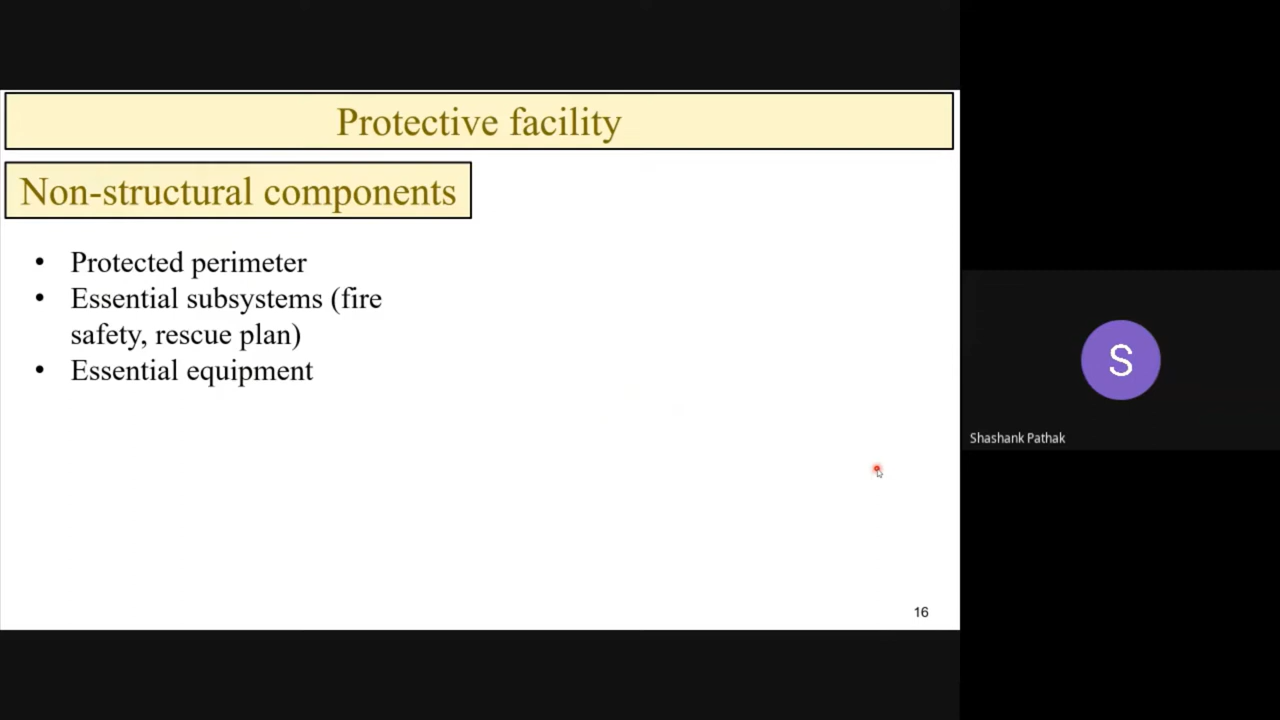 Protective facility
Non-structural components
• Protected perimeter
• Essential subsystems (fire
safety, rescue plan)
• Essential equipment
S
Shashank Pathak
16